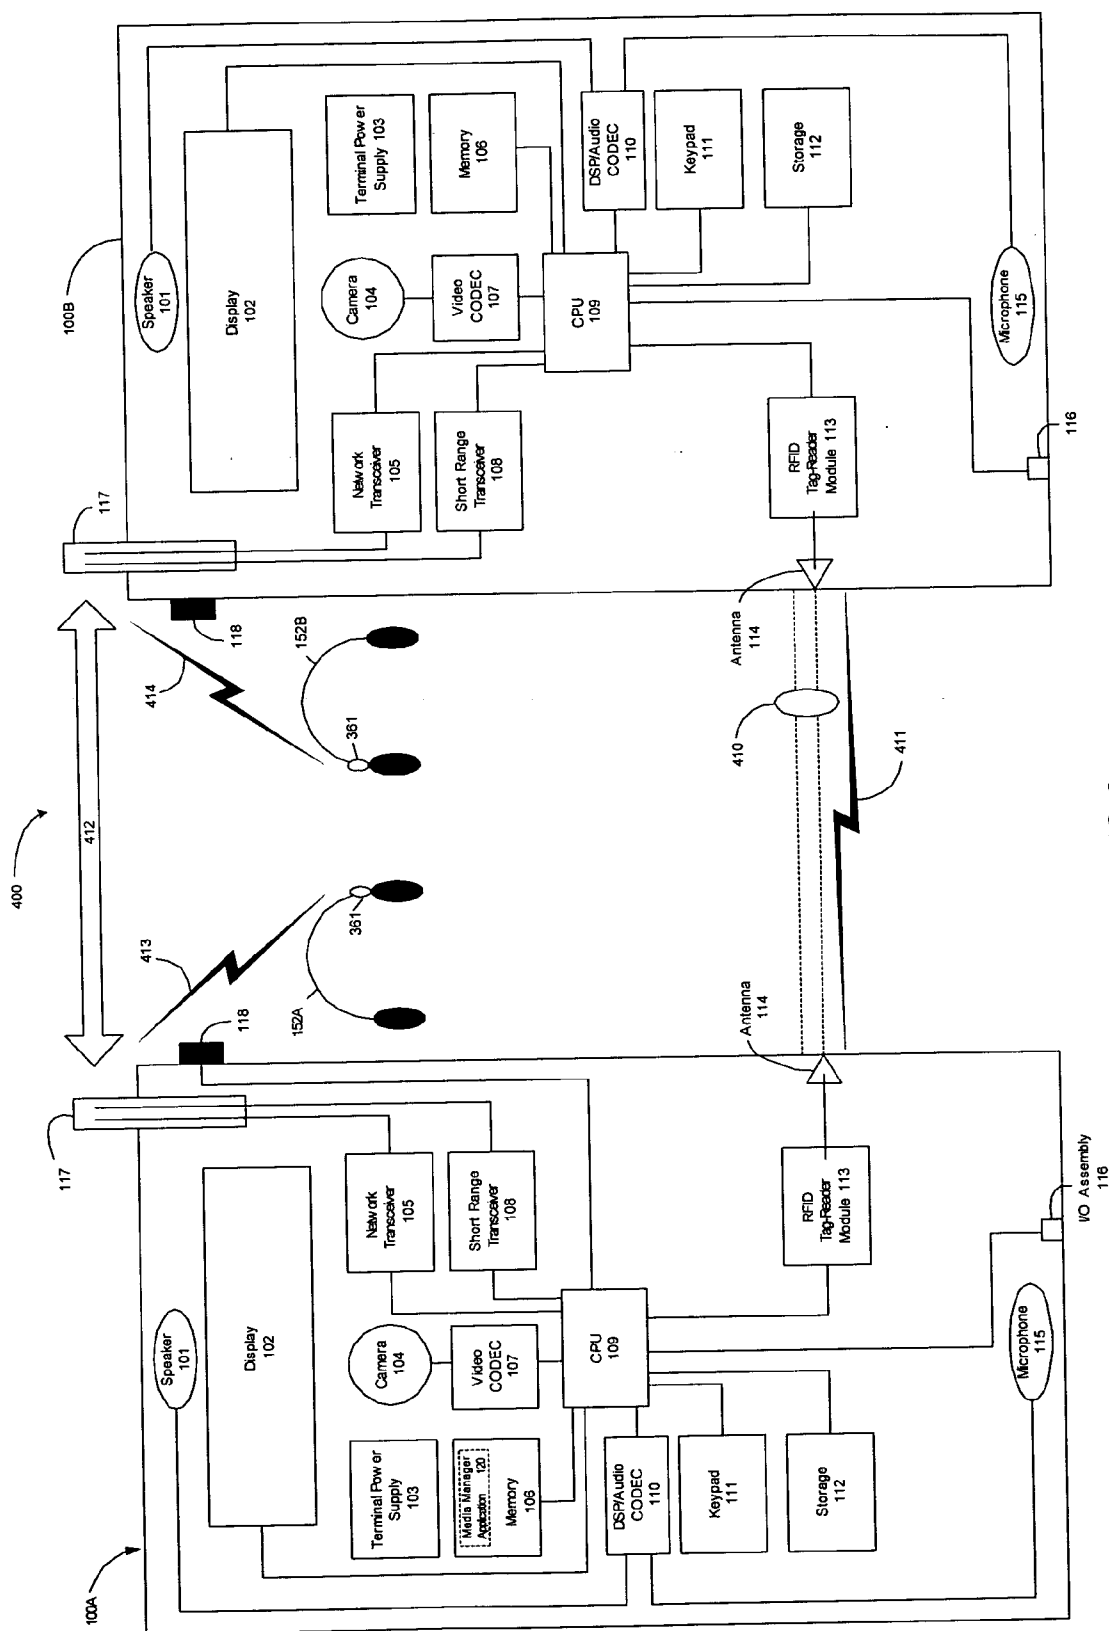 400
412
100A
117
Speaker
101
Display
102
118
413
152A
361
Terminal Power
Supply
103
Camera
104
Network
Transceiver
105
Media Manager
Application 120
Memory
106
Video
CODEC
107
Short Range
Transceiver
108
CPU
109
DSP/Audio
CODEC
110
Keypad
111
Storage
112
RFID
Tag-Reader
Module 113
Antenna
114
Microphone
115
I/O Assembly
116
117
100B
118
414
152B
361
Speaker
101
Display
102
Network
Transceiver
105
Camera
104
Terminal Power
Supply 103
Short Range
Transceiver
108
Video
CODEC
107
Memory
106
CPU
109
DSP/Audio
CODEC
110
Keypad
111
Storage
112
Antenna
114
410
411
RFID
Tag-Reader
Module 113
Microphone
115
116